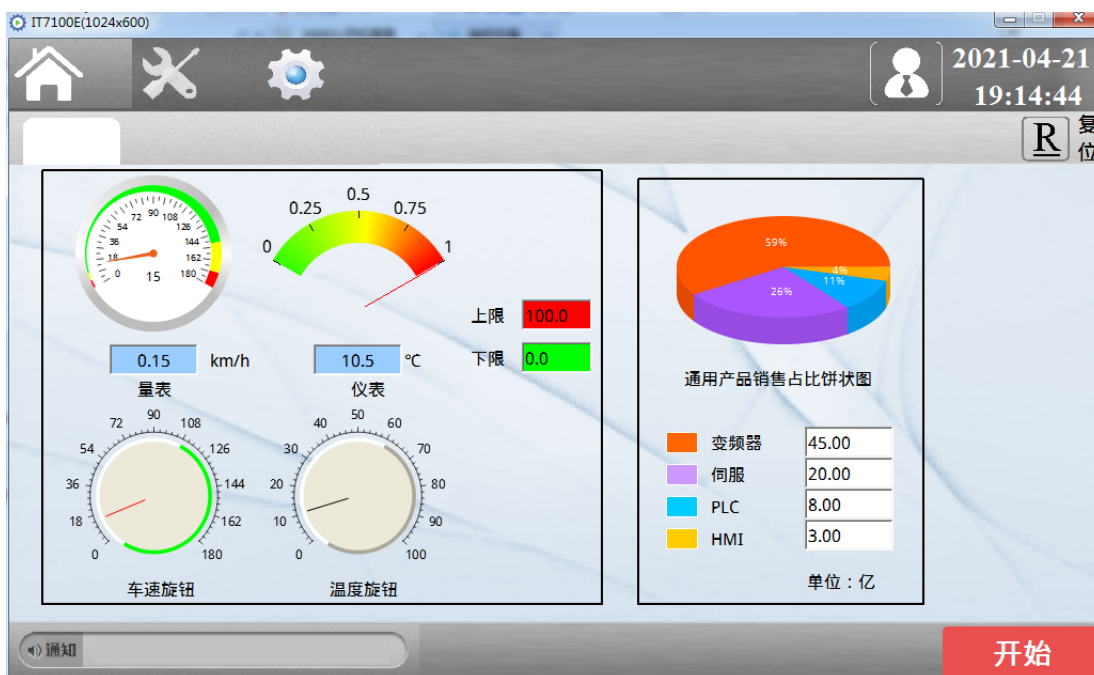 IT7100E(1024x600)
2021-04-21
19:14:44
R
复
位
0 18 36 54 72 90 108 126 144 162 180
15
0 0.25 0.5 0.75 1
上限 100.0
下限 0.0
0.15 km/h
量表
10.5 ℃
仪表
0 18 36 54 72 90 108 126 144 162 180
车速旋钮
0 10 20 30 40 50 60 70 80 90 100
温度旋钮
59%
4%
11%
26%
通用产品销售占比饼状图
变频器 45.00
伺服 20.00
PLC 8.00
HMI 3.00
单位：亿
通知
开始